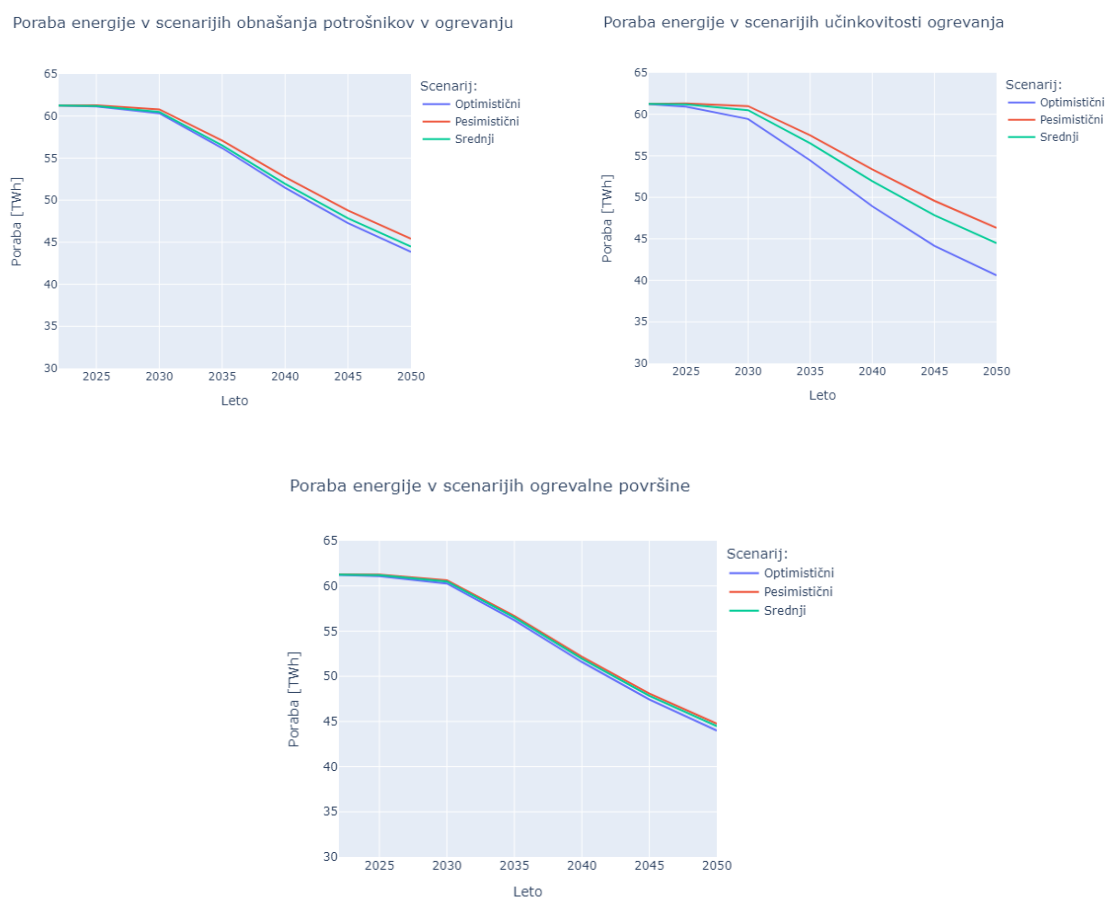 Poraba energije v scenarijih obnašanja potrošnikov v ogrevanju
65
60
55
50
45
40
35
30
Poraba [TWh]
2025 2030 2035 2040 2045 2050
Leto
Scenarij:
Optimistični
Pesimistični
Srednji
Poraba energije v scenarijih učinkovitosti ogrevanja
65
60
55
50
45
40
35
30
Poraba [TWh]
2025 2030 2035 2040 2045 2050
Leto
Scenarij:
Optimistični
Pesimistični
Srednji
Poraba energije v scenarijih ogrevalne površine
65
60
55
50
45
40
35
30
Poraba [TWh]
2025 2030 2035 2040 2045 2050
Leto
Scenarij:
Optimistični
Pesimistični
Srednji